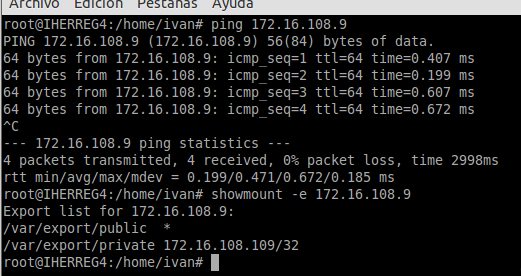 Archivo Edición Pestañas Ayuda
root@IHERREG4:/home/ivan# ping 172.16.108.9
PING 172.16.108.9 (172.16.108.9) 56(84) bytes of data.
64 bytes from 172.16.108.9: icmp_seq=1 ttl=64 time=0.407 ms
64 bytes from 172.16.108.9: icmp_seq=2 ttl=64 time=0.199 ms
64 bytes from 172.16.108.9: icmp_seq=3 ttl=64 time=0.607 ms
64 bytes from 172.16.108.9: icmp_seq=4 ttl=64 time=0.672 ms
^C
--- 172.16.108.9 ping statistics ---
4 packets transmitted, 4 received, 0% packet loss, time 2998ms
rtt min/avg/max/mdev = 0.199/0.471/0.672/0.185 ms
root@IHERREG4:/home/ivan# showmount -e 172.16.108.9
Export list for 172.16.108.9:
/var/export/public  *
/var/export/private 172.16.108.109/32
root@IHERREG4:/home/ivan#